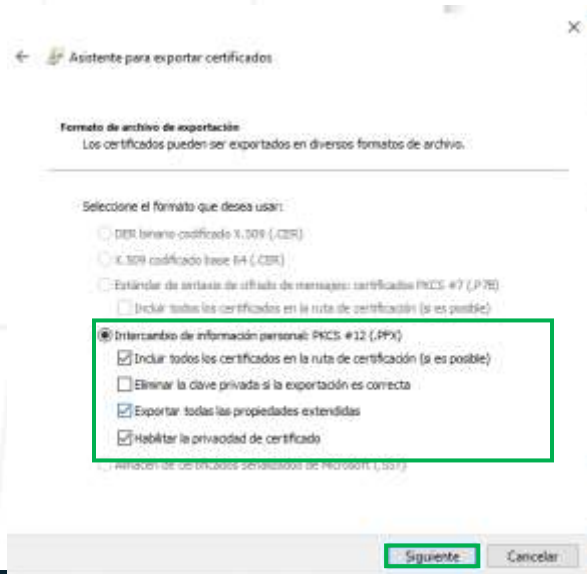 Asistente para exportar certificados
Formato de archivo de exportación
Los certificados pueden ser exportados en diversos formatos de archivo.
Seleccione el formato que desea usar:
DER binario codificado X.509 (.CER)
X.509 codificado base 64 (.CER)
Estándar de sintaxis de cifrado de mensajes: certificados PKCS #7 (.P7B)
Incluir todos los certificados en la ruta de certificación (si es posible)
Intercambio de información personal: PKCS #12 (.PFX)
Incluir todos los certificados en la ruta de certificación (si es posible)
Eliminar la clave privada si la exportación es correcta
Exportar todas las propiedades extendidas
Habilitar la privacidad de certificado
Almacén de certificados serializados de Microsoft (.SST)
Siguiente
Cancelar